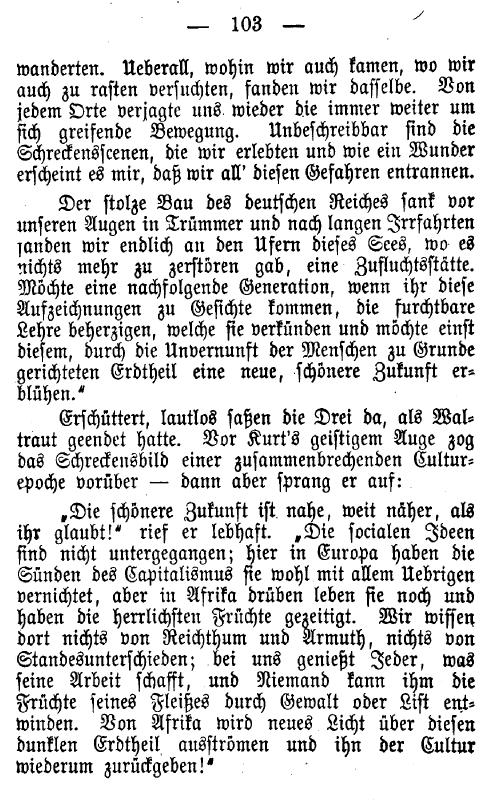 — 103 —
wanderten. Ueberall, wohin wir auch kamen, wo wir
auch zu rasten versuchten, fanden wir dasselbe. Von
jedem Orte verjagte uns wieder die immer weiter um
sich greifende Bewegung. Unbeschreibbar sind die
Schreckensscenen, die wir erlebten und wie ein Wunder
erscheint es mir, daß wir all' diesen Gefahren entrannen.
Der stolze Bau des deutschen Reiches sank vor
unseren Augen in Trümmer und nach langen Irrfahrten
fanden wir endlich an den Ufern dieses Sees, wo es
nichts mehr zu zerstören gab, eine Zufluchtsstätte.
Möchte eine nachfolgende Generation, wenn ihr diese
Aufzeichnungen zu Gesichte kommen, die furchtbare
Lehre beherzigen, welche sie verkünden und möchte einst
diesem, durch die Unvernunft der Menschen zu Grunde
gerichteten Erdtheil eine neue, schönere Zukunft er-
blühen.“
Erschüttert, lautlos saßen die Drei da, als Wal-
traut geendet hatte. Vor Kurt's geistigem Auge zog
das Schreckensbild einer zusammenbrechenden Cultur-
epoche vorüber — dann aber sprang er auf:
„Die schönere Zukunft ist nahe, weit näher, als
ihr glaubt!“ rief er lebhaft. „Die socialen Ideen
sind nicht untergegangen; hier in Europa haben die
Sünden des Capitalismus sie wohl mit allem Uebrigen
vernichtet, aber in Afrika drüben leben sie noch und
haben die herrlichsten Früchte gezeitigt. Wir wissen
dort nichts von Reichthum und Armuth, nichts von
Standesunterschieden; bei uns genießt Jeder, was
seine Arbeit schafft, und Niemand kann ihm die
Früchte seines Fleißes durch Gewalt oder List ent-
winden. Von Afrika wird neues Licht über diesen
dunklen Erdtheil ausströmen und ihn der Cultur
wiederum zurückgeben!“